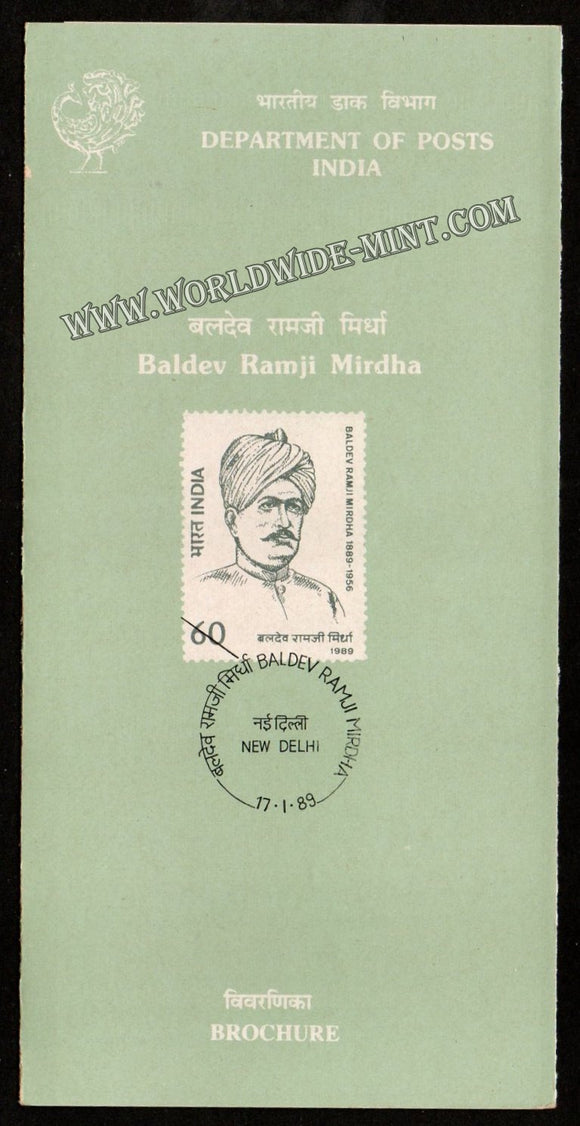 भारतीय डाक विभाग
DEPARTMENT OF POSTS
INDIA
WWW.WORLDWIDE-MINT.COM
बलदेव रामजी मिर्धा
Baldev Ramji Mirdha
भारत INDIA
BALDEV RAMJI MIRDHA 1889-1956
60
बलदेव रामजी मिर्धा
1989
बलदेव रामजी मिर्धा BALDEV RAMJI MIRDHA
नई दिल्ली
NEW DELHI
17·1·89
विवरणिका
BROCHURE